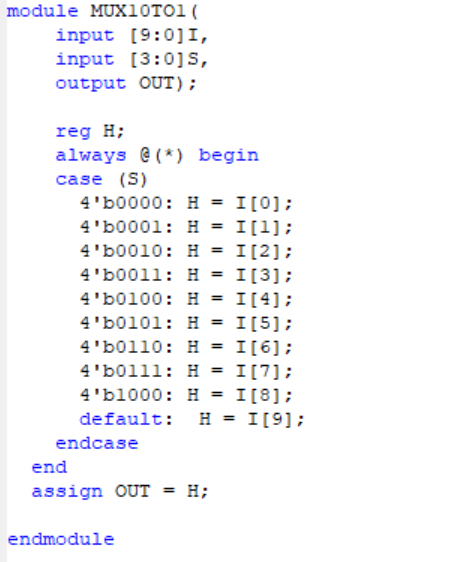 module MUX10TO1(
    input [9:0]I,
    input [3:0]S,
    output OUT);
    reg H;
    always @(*) begin
    case (S)
      4'b0000: H = I[0];
      4'b0001: H = I[1];
      4'b0010: H = I[2];
      4'b0011: H = I[3];
      4'b0100: H = I[4];
      4'b0101: H = I[5];
      4'b0110: H = I[6];
      4'b0111: H = I[7];
      4'b1000: H = I[8];
      default:  H = I[9];
    endcase
  end
  assign OUT = H;
endmodule